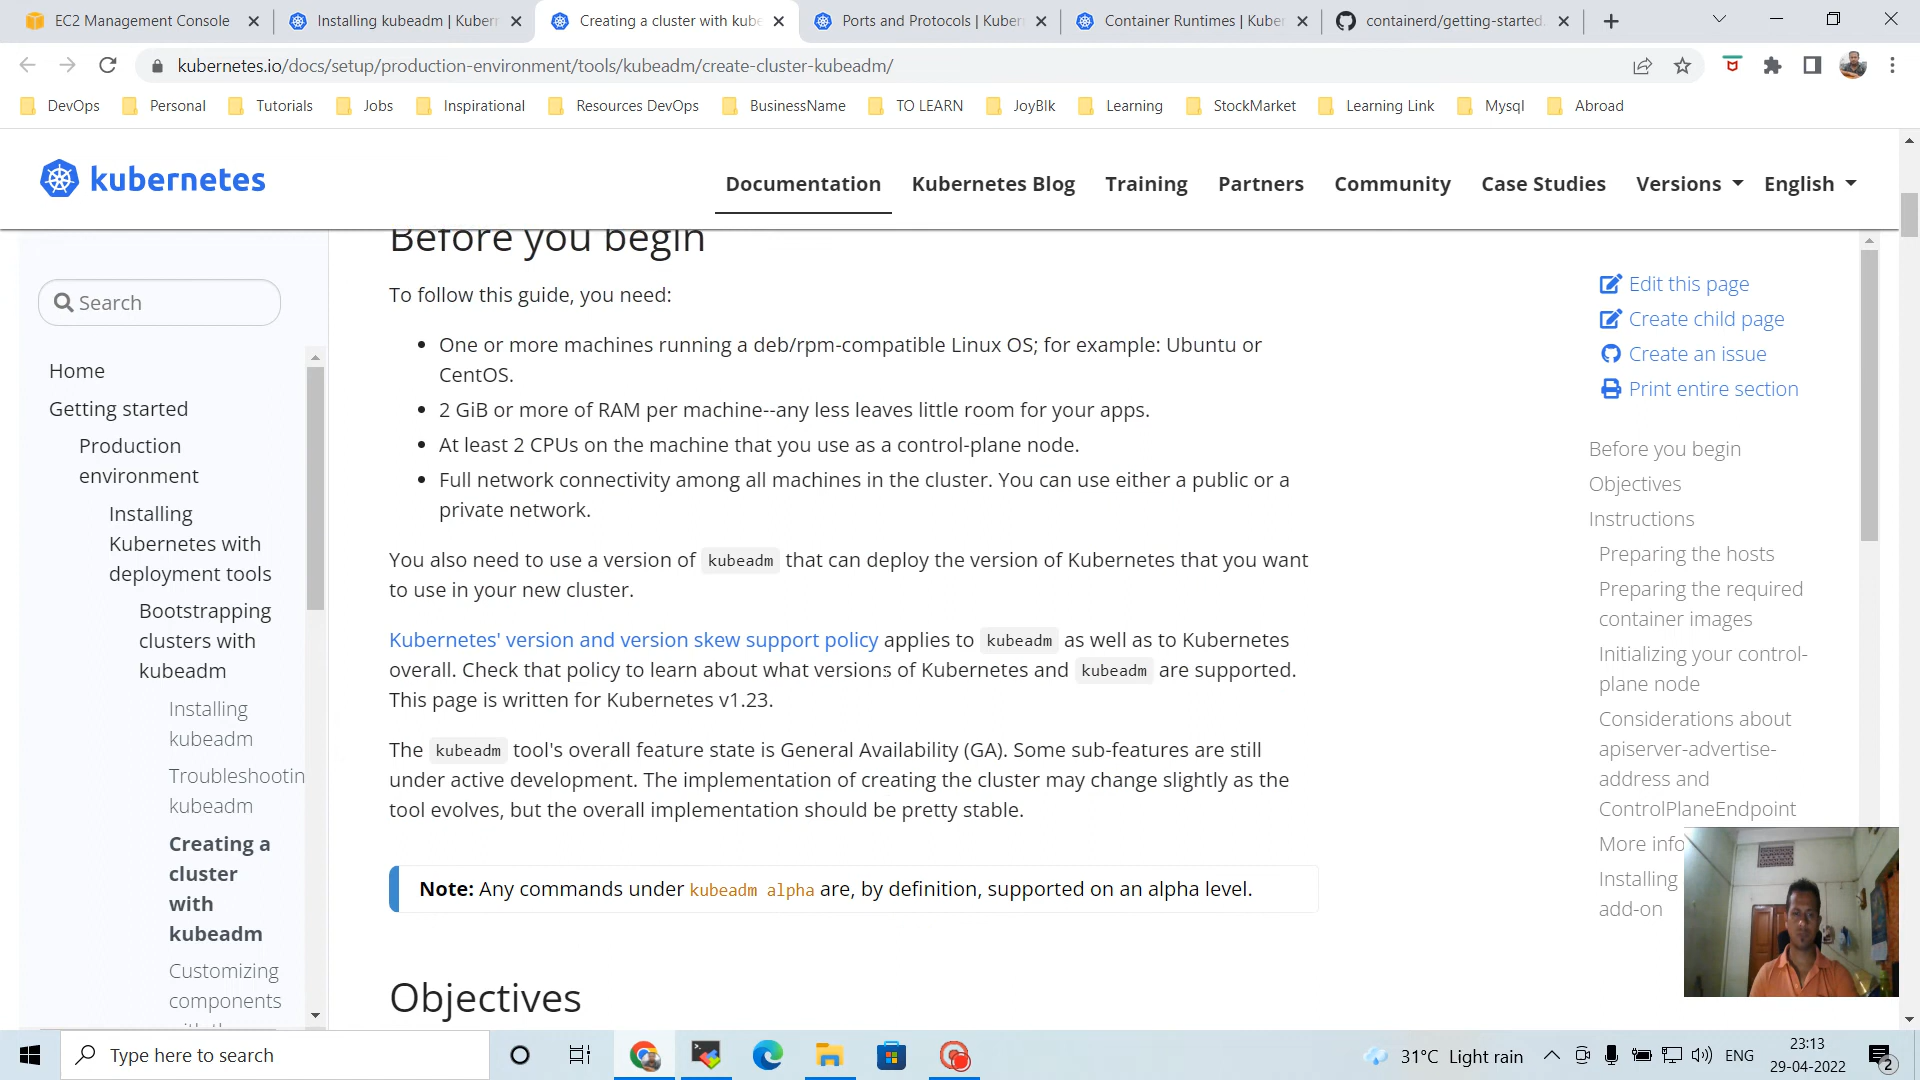 EC2 Management Console
Installing kubeadm | Kuber
Creating a cluster with kube
Ports and Protocols | Kuber
Container Runtimes | Kube
containerd/getting-started.
kubernetes.io/docs/setup/production-environment/tools/kubeadm/create-cluster-kubeadm/
DevOps
Personal
Tutorials
Jobs
Inspirational
Resources DevOps
BusinessName
TO LEARN
JoyBlk
Learning
StockMarket
Learning Link
Mysql
Abroad
kubernetes
Documentation
Kubernetes Blog
Training
Partners
Community
Case Studies
Versions
English
Search
Home
Getting started
Production
environment
Installing
Kubernetes with
deployment tools
Bootstrapping
clusters with
kubeadm
Installing
kubeadm
Troubleshootin
kubeadm
Creating a
cluster
with
kubeadm
Customizing
components
Before you begin
To follow this guide, you need:
One or more machines running a deb/rpm-compatible Linux OS; for example: Ubuntu or
CentOS.
2 GiB or more of RAM per machine--any less leaves little room for your apps.
At least 2 CPUs on the machine that you use as a control-plane node.
Full network connectivity among all machines in the cluster. You can use either a public or a
private network.
You also need to use a version of kubeadm that can deploy the version of Kubernetes that you want
to use in your new cluster.
Kubernetes' version and version skew support policy applies to kubeadm as well as to Kubernetes
overall. Check that policy to learn about what versions of Kubernetes and kubeadm are supported.
This page is written for Kubernetes v1.23.
The kubeadm tool's overall feature state is General Availability (GA). Some sub-features are still
under active development. The implementation of creating the cluster may change slightly as the
tool evolves, but the overall implementation should be pretty stable.
Note: Any commands under kubeadm alpha are, by definition, supported on an alpha level.
Objectives
Edit this page
Create child page
Create an issue
Print entire section
Before you begin
Objectives
Instructions
Preparing the hosts
Preparing the required
container images
Initializing your control-
plane node
Considerations about
apiserver-advertise-
address and
ControlPlaneEndpoint
More info
Installing
add-on
Type here to search
31°C Light rain
ENG
23:13
29-04-2022
2